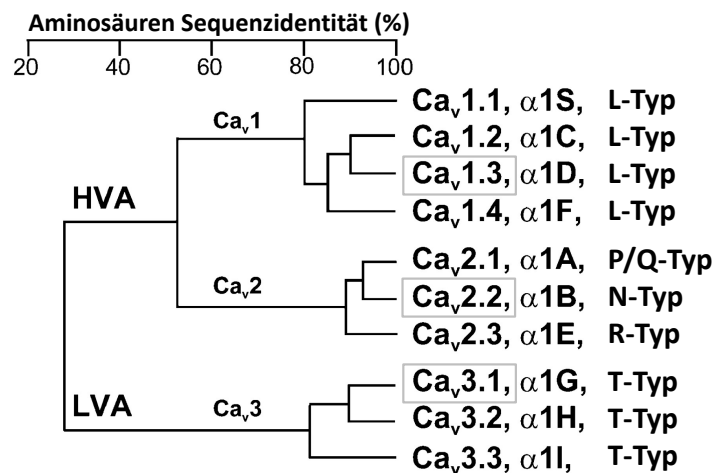 Aminosäuren Sequenzidentität (%)
20 40 60 80 100
Caᵥ1.1, α1S, L-Typ
Caᵥ1
Caᵥ1.2, α1C, L-Typ
Caᵥ1.3, α1D, L-Typ
HVA
Caᵥ1.4, α1F, L-Typ
Caᵥ2.1, α1A, P/Q-Typ
Caᵥ2
Caᵥ2.2, α1B, N-Typ
Caᵥ2.3, α1E, R-Typ
Caᵥ3.1, α1G, T-Typ
LVA
Caᵥ3
Caᵥ3.2, α1H, T-Typ
Caᵥ3.3, α1I, T-Typ